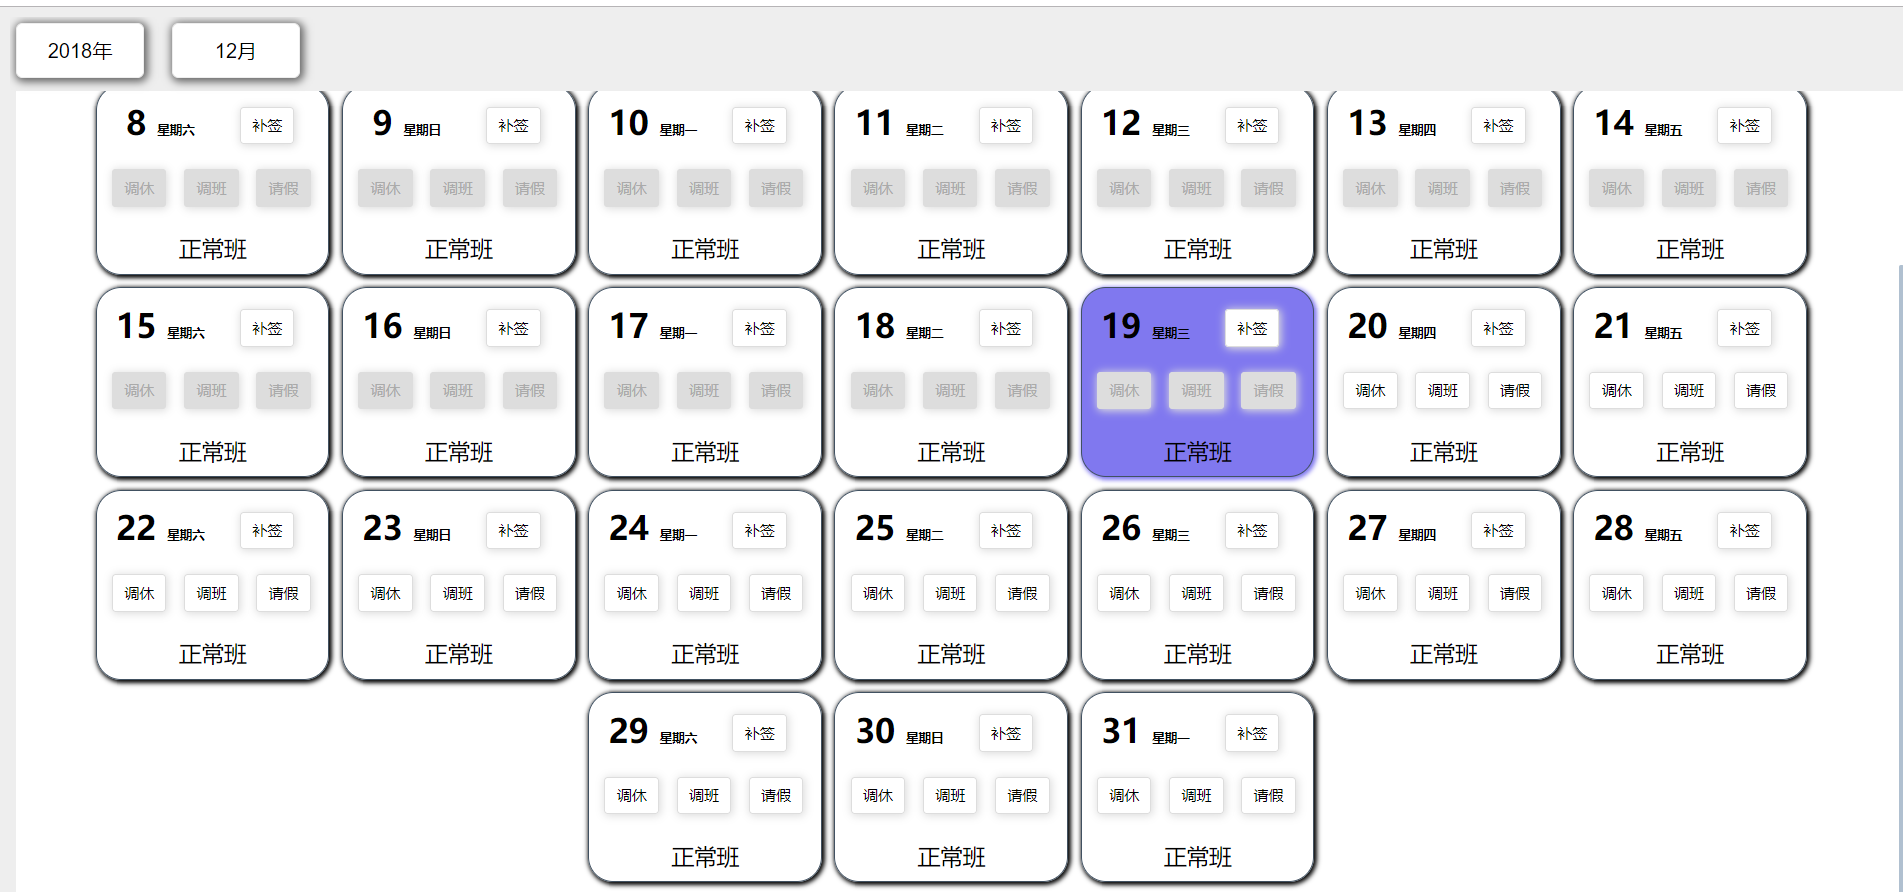 2018年 12月
8 星期六 补签 9 星期日 补签 10 星期一 补签 11 星期二 补签 12 星期三 补签 13 星期四 补签 14 星期五 补签
调休 调班 请假 调休 调班 请假 调休 调班 请假 调休 调班 请假 调休 调班 请假 调休 调班 请假 调休 调班 请假
正常班 正常班 正常班 正常班 正常班 正常班 正常班
15 星期六 补签 16 星期日 补签 17 星期一 补签 18 星期二 补签 19 星期三 补签 20 星期四 补签 21 星期五 补签
调休 调班 请假 调休 调班 请假 调休 调班 请假 调休 调班 请假 调休 调班 请假 调休 调班 请假 调休 调班 请假
正常班 正常班 正常班 正常班 正常班 正常班 正常班
22 星期六 补签 23 星期日 补签 24 星期一 补签 25 星期二 补签 26 星期三 补签 27 星期四 补签 28 星期五 补签
调休 调班 请假 调休 调班 请假 调休 调班 请假 调休 调班 请假 调休 调班 请假 调休 调班 请假 调休 调班 请假
正常班 正常班 正常班 正常班 正常班 正常班 正常班
29 星期六 补签 30 星期日 补签 31 星期一 补签
调休 调班 请假 调休 调班 请假 调休 调班 请假
正常班 正常班 正常班